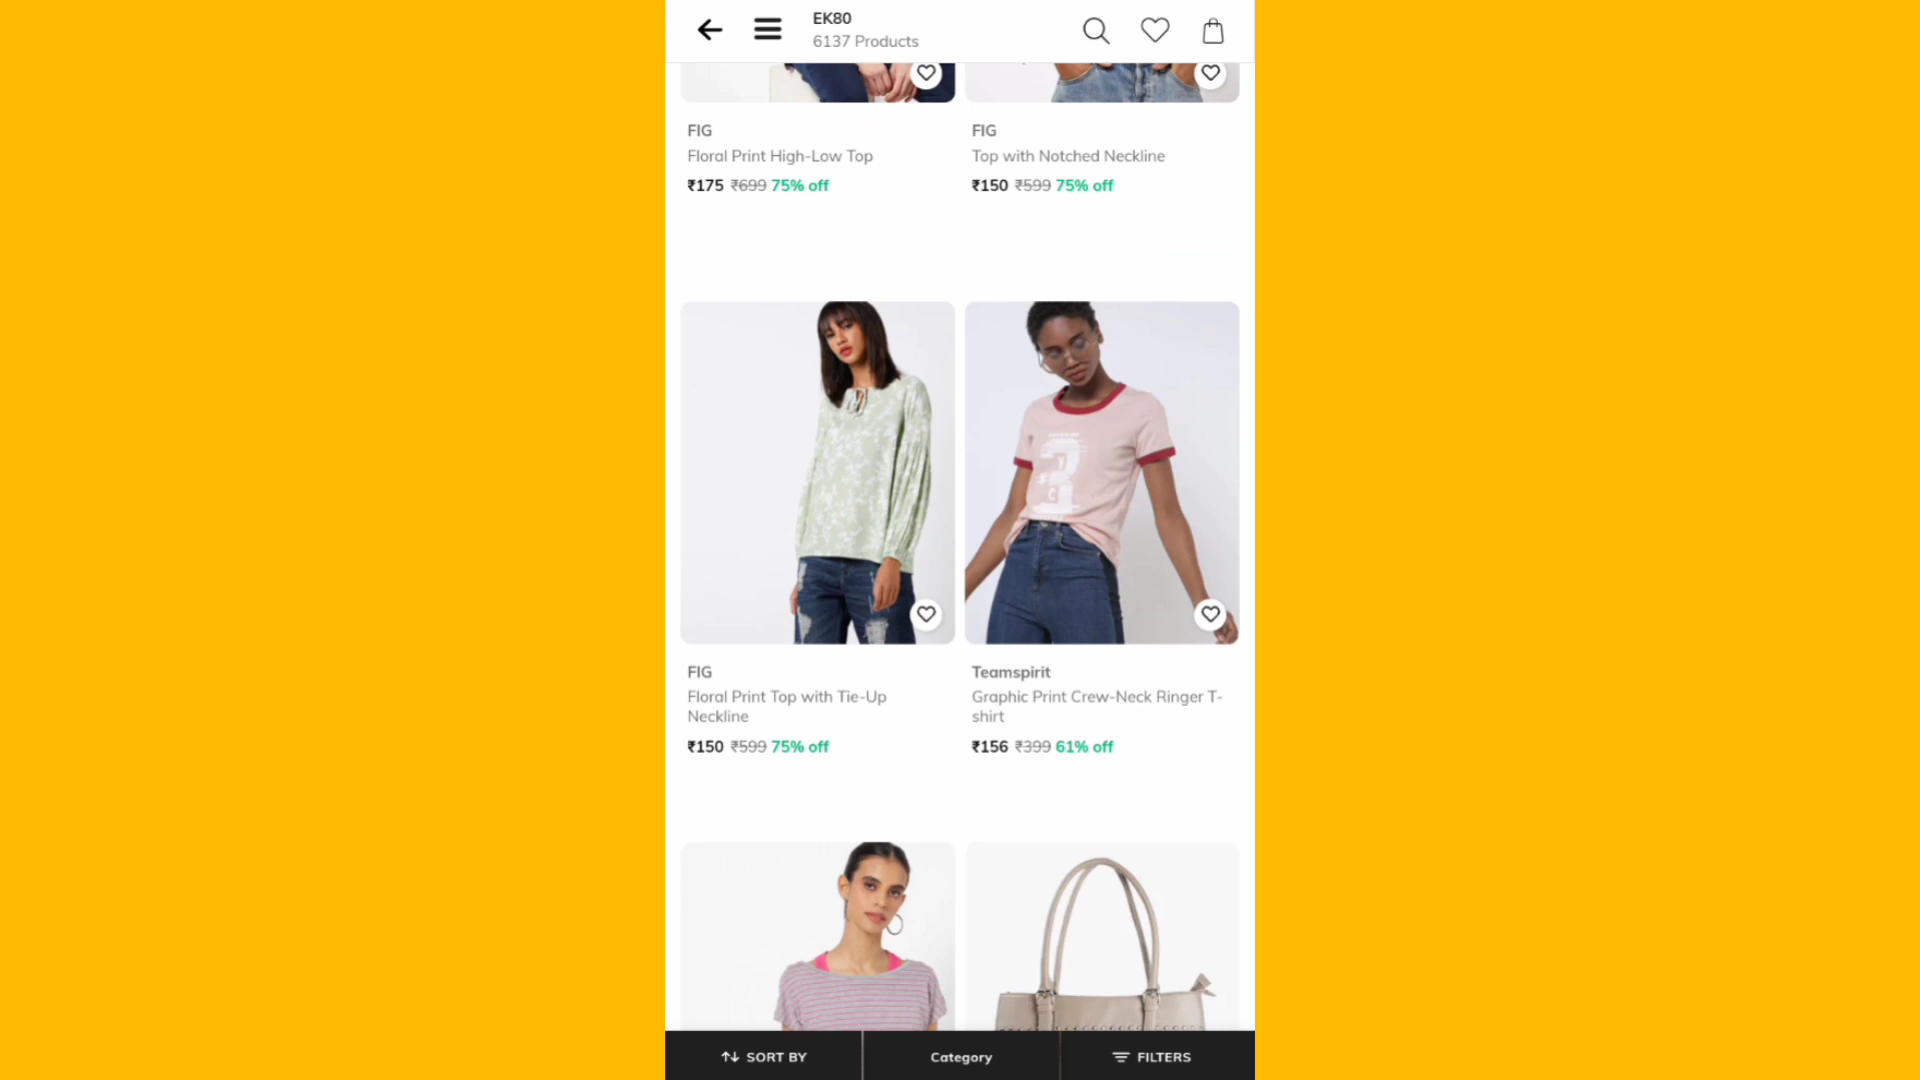 EK80
6137 Products
FIG
Floral Print High-Low Top
₹175 ₹699 75% off
FIG
Top with Notched Neckline
₹150 ₹599 75% off
FIG
Floral Print Top with Tie-Up
Neckline
₹150 ₹599 75% off
Teamspirit
Graphic Print Crew-Neck Ringer T-
shirt
₹156 ₹399 61% off
SORT BY
Category
FILTERS